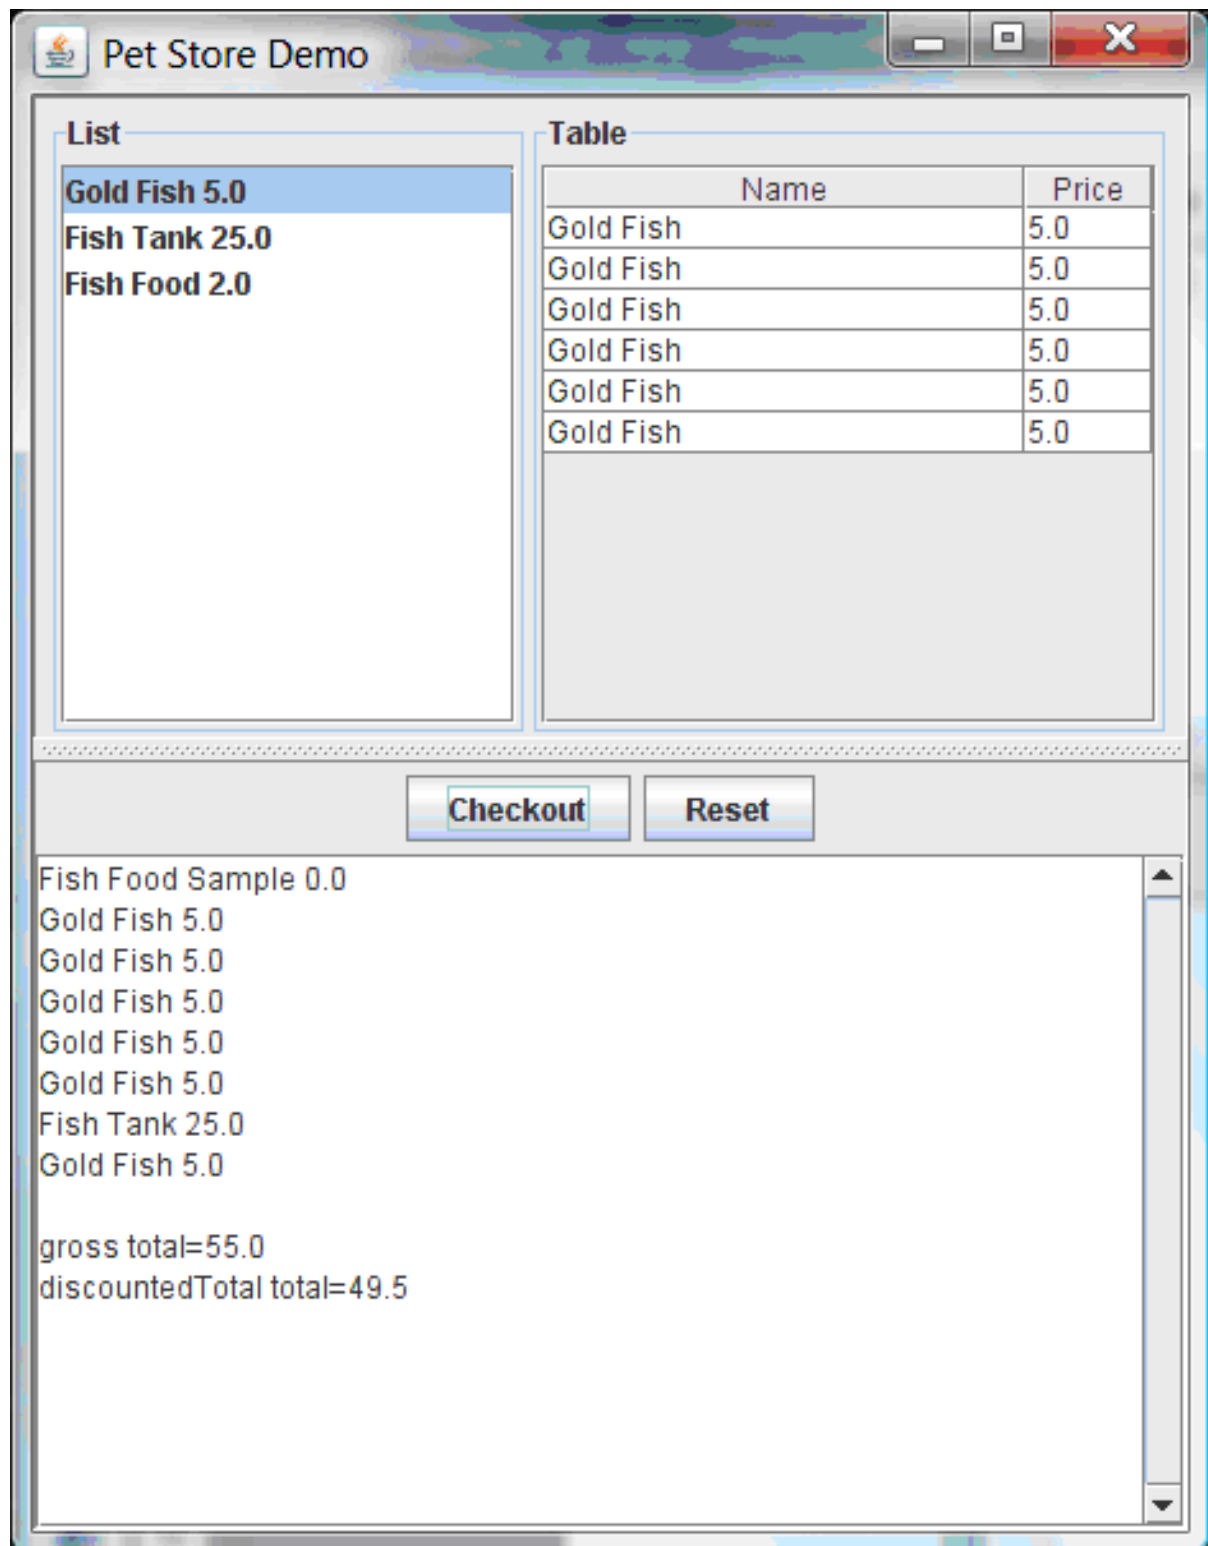 Pet Store Demo
List
Gold Fish 5.0
Fish Tank 25.0
Fish Food 2.0
Table
Name Price
Gold Fish 5.0
Gold Fish 5.0
Gold Fish 5.0
Gold Fish 5.0
Gold Fish 5.0
Gold Fish 5.0
Checkout Reset
Fish Food Sample 0.0
Gold Fish 5.0
Gold Fish 5.0
Gold Fish 5.0
Gold Fish 5.0
Gold Fish 5.0
Fish Tank 25.0
Gold Fish 5.0
gross total=55.0
discountedTotal total=49.5